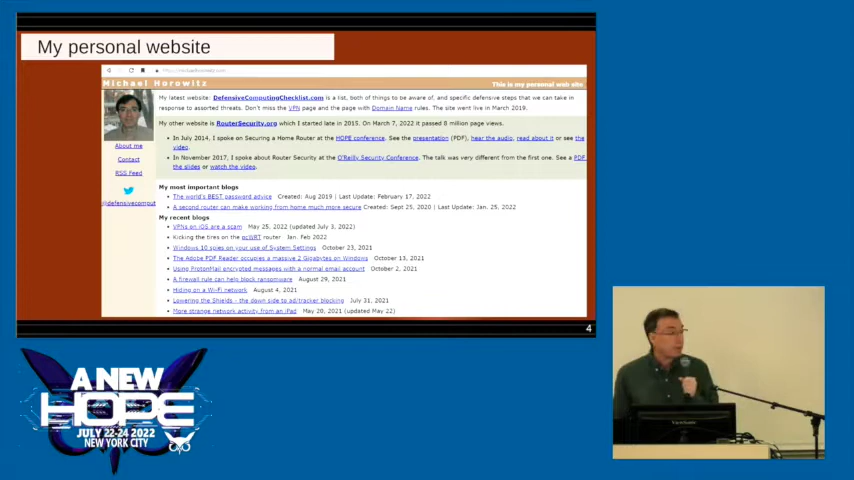 My personal website
https://michaelhorowitz.com
Michael Horowitz
This is my personal web site
My latest website: DefensiveComputingChecklist.com is a list, both of things to be aware of, and specific defensive steps that we can take in
response to assorted threats. Don't miss the VPN page and the page with Domain Name rules. The site went live in March 2019.
My other website is RouterSecurity.org which I started late in 2015. On March 7, 2022 it passed 8 million page views.
• In July 2014, I spoke on Securing a Home Router at the HOPE conference. See the presentation (PDF), hear the audio, read about it or see the
video.
• In November 2017, I spoke about Router Security at the O'Reilly Security Conference. The talk was very different from the first one. See a PDF
the slides or watch the video.
About me
Contact
RSS Feed
@defensivecomput
My most important blogs
• The world's BEST password advice Created: Aug 2019 | Last Update: February 17, 2022
• A second router can make working from home much more secure Created: Sept 25, 2020 | Last Update: Jan. 25, 2022
My recent blogs
• VPNs on iOS are a scam May 25, 2022 (updated July 3, 2022)
• Kicking the tires on the pcWRT router Jan. Feb 2022
• Windows 10 spies on your use of System Settings October 23, 2021
• The Adobe PDF Reader occupies a massive 2 Gigabytes on Windows October 13, 2021
• Using ProtonMail encrypted messages with a normal email account October 2, 2021
• A firewall rule can help block ransomware August 29, 2021
• Hiding on a Wi-Fi network August 4, 2021
• Lowering the Shields - the down side to ad/tracker blocking July 31, 2021
• More strange network activity from an iPad May 28, 2021 (updated May 22)
4
A NEW
HOPE
JULY 22-24 2022
NEW YORK CITY
ViewSonic